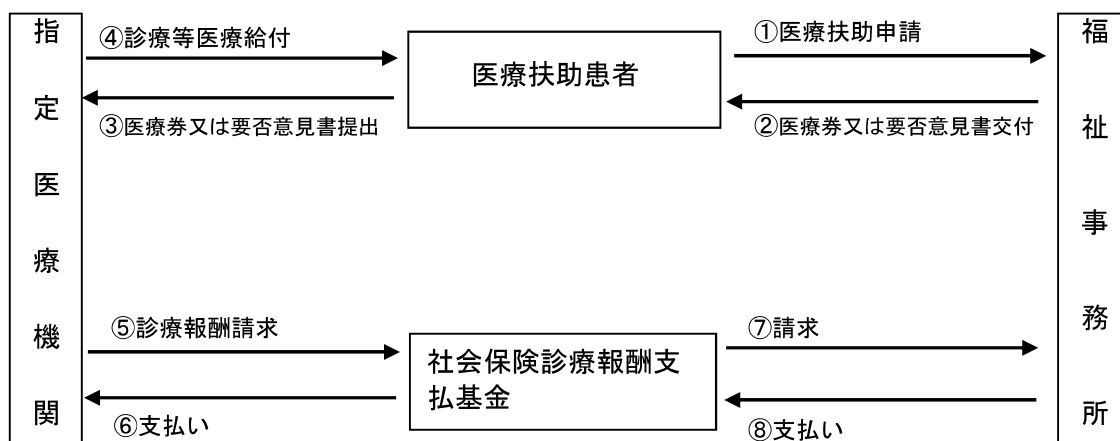 指定医療機関
④診療等医療給付
③医療券又は要否意見書提出
医療扶助患者
①医療扶助申請
②医療券又は要否意見書交付
福祉事務所
⑤診療報酬請求
⑥支払い
社会保険診療報酬支
払基金
⑦請求
⑧支払い